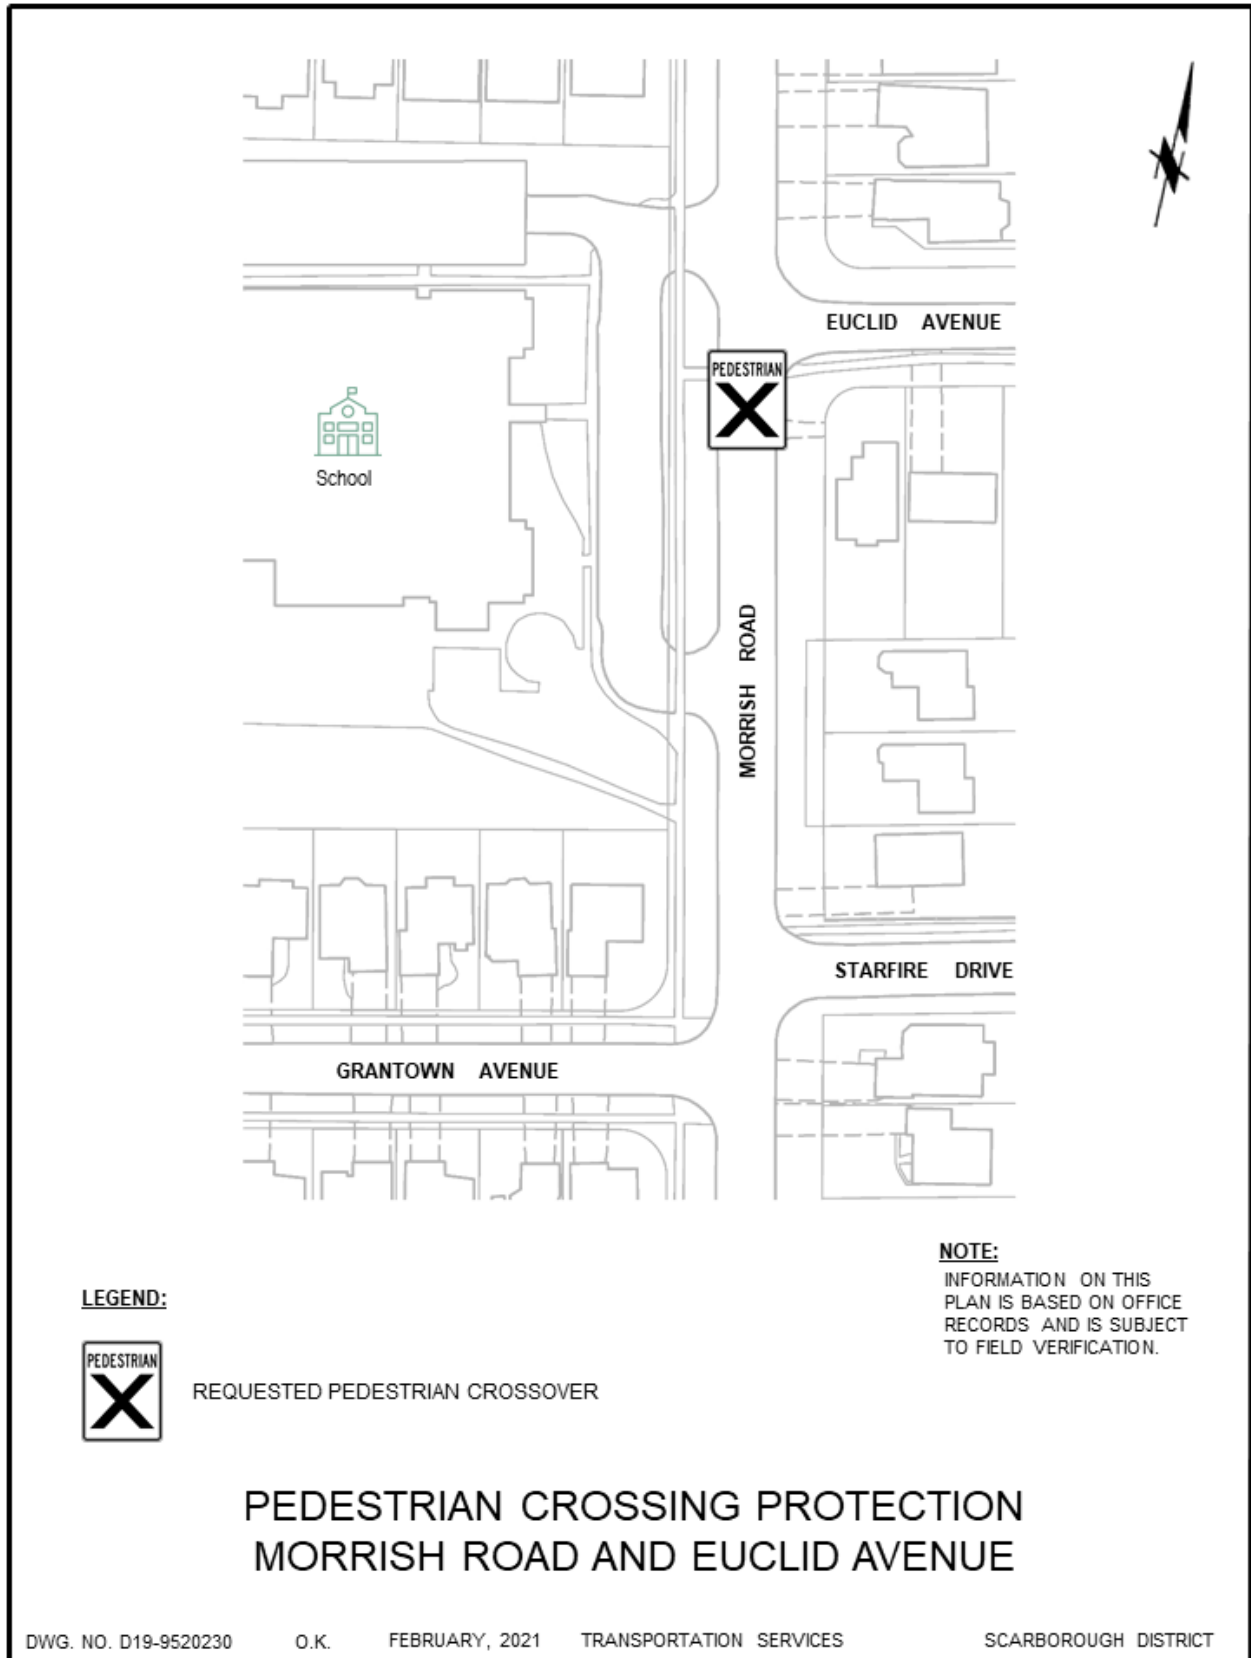 EUCLID AVENUE
PEDESTRIAN
X
School
MORRISH ROAD
STARFIRE DRIVE
GRANTOWN AVENUE
NOTE:
INFORMATION ON THIS
PLAN IS BASED ON OFFICE
RECORDS AND IS SUBJECT
TO FIELD VERIFICATION.
LEGEND:
PEDESTRIAN
X
REQUESTED PEDESTRIAN CROSSOVER
PEDESTRIAN CROSSING PROTECTION
MORRISH ROAD AND EUCLID AVENUE
DWG. NO. D19-9520230 O.K. FEBRUARY, 2021 TRANSPORTATION SERVICES SCARBOROUGH DISTRICT